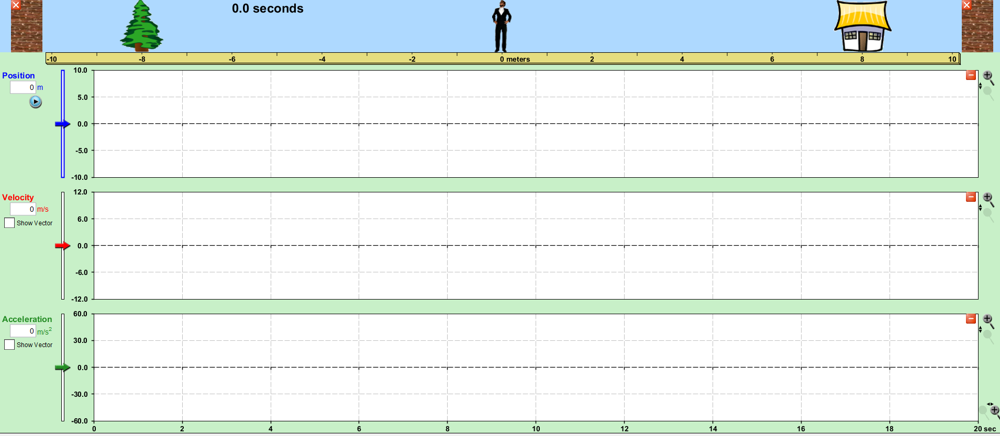 0.0 seconds
-10 -8 -6 -4 -2 0 meters 2 4 6 8 10
Position
0 m
10.0
5.0
0.0
-5.0
-10.0
Velocity
0 m/s
Show Vector
12.0
6.0
0.0
-6.0
-12.0
Acceleration
0 m/s²
Show Vector
60.0
30.0
0.0
-30.0
-60.0
0 2 4 6 8 10 12 14 16 18 20 sec